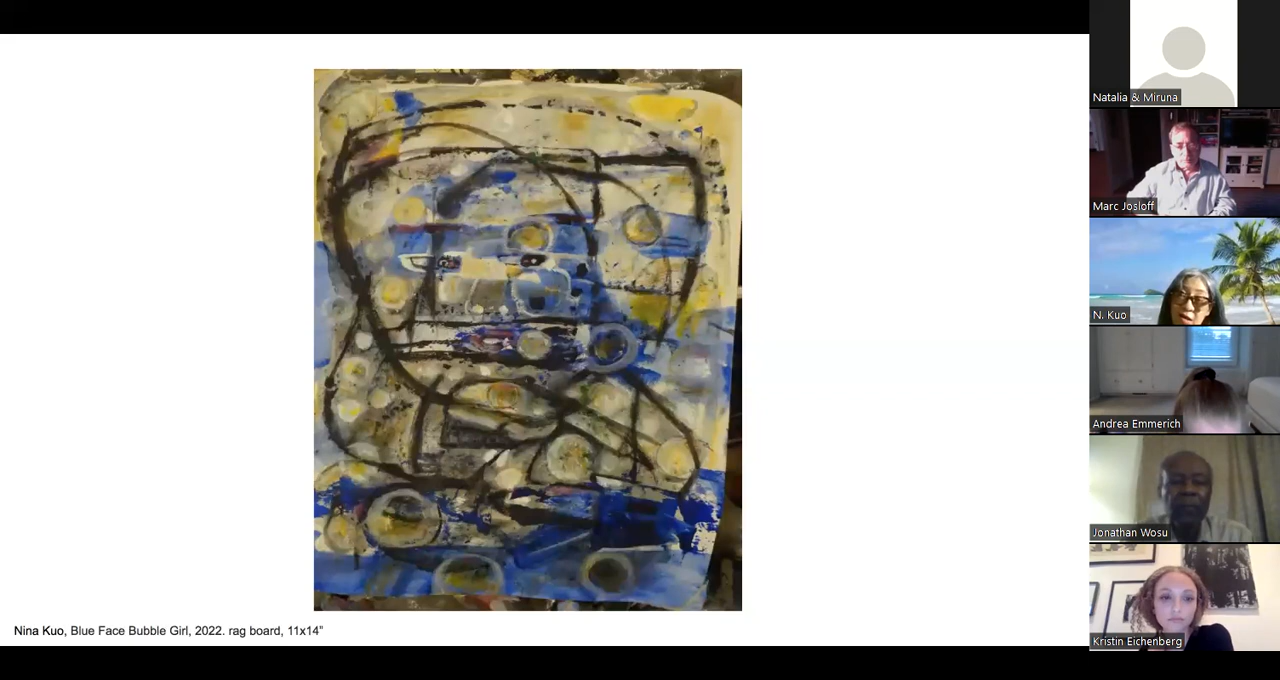 Natalia & Miruna
Marc Josloff
N. Kuo
Andrea Emmerich
Jonathan Wosu
Kristin Eichenberg
Nina Kuo, Blue Face Bubble Girl, 2022. rag board, 11x14"